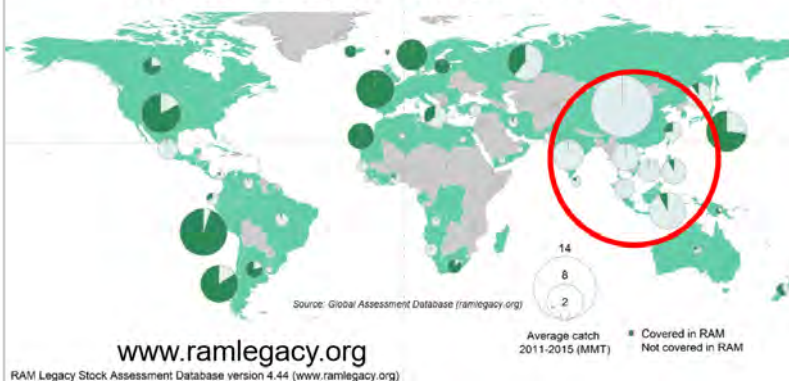 14
8
2
Source: Global Assessment Database (ramlegacy.org)
Average catch
2011-2015 (MMT)
Covered in RAM
Not covered in RAM
www.ramlegacy.org
RAM Legacy Stock Assessment Database version 4.44 (www.ramlegacy.org)